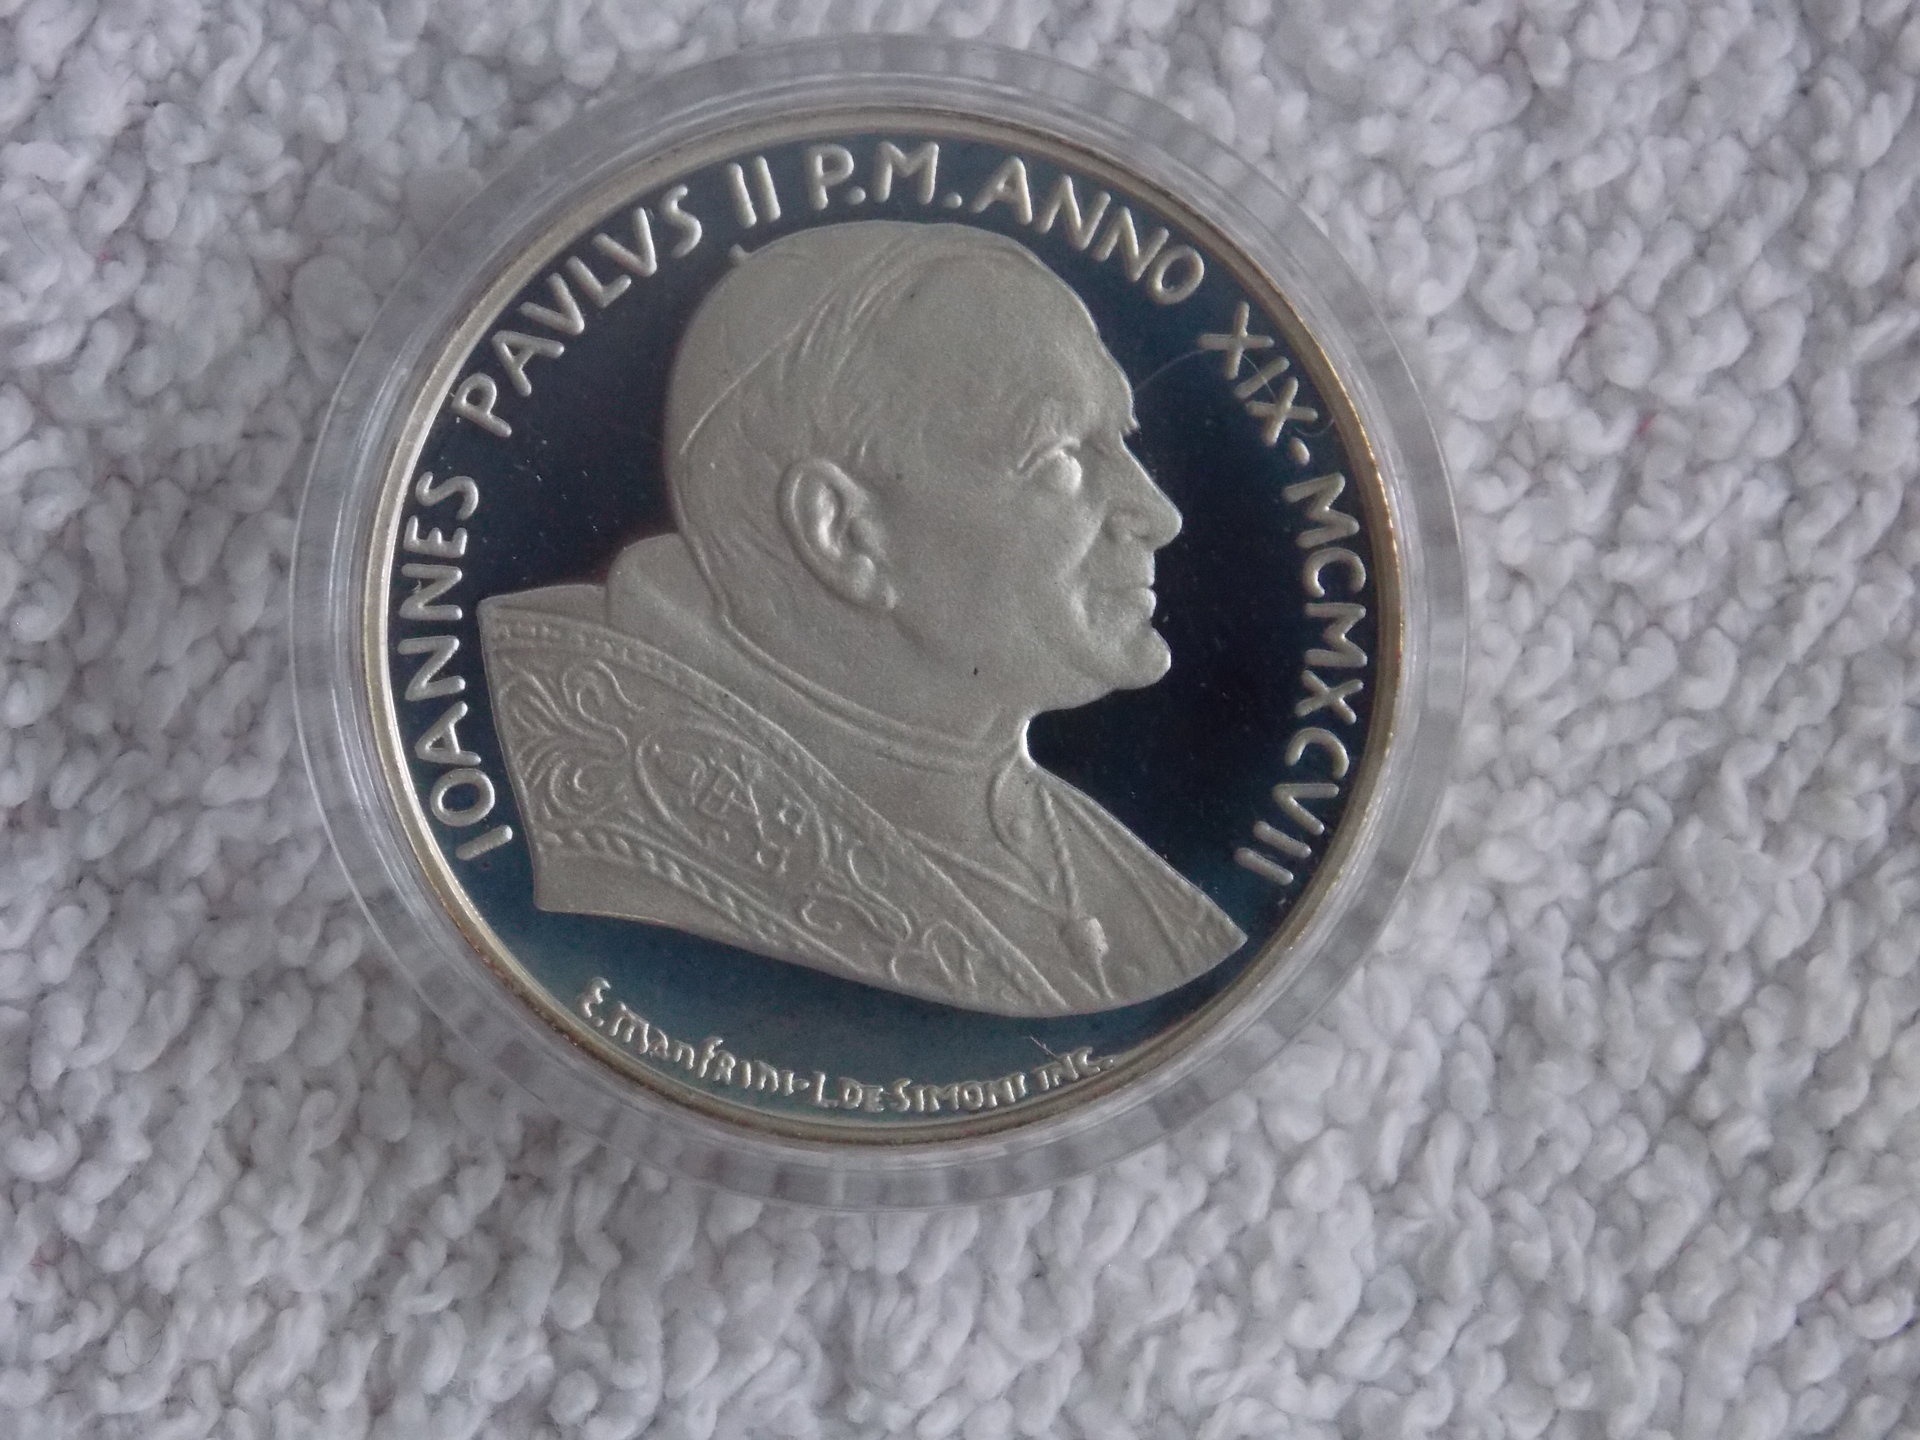 IOANNES PAVLVS II P.M. ANNO XIX · MCMXCVII
E. Manfrini - L. DE SIMONI INC.